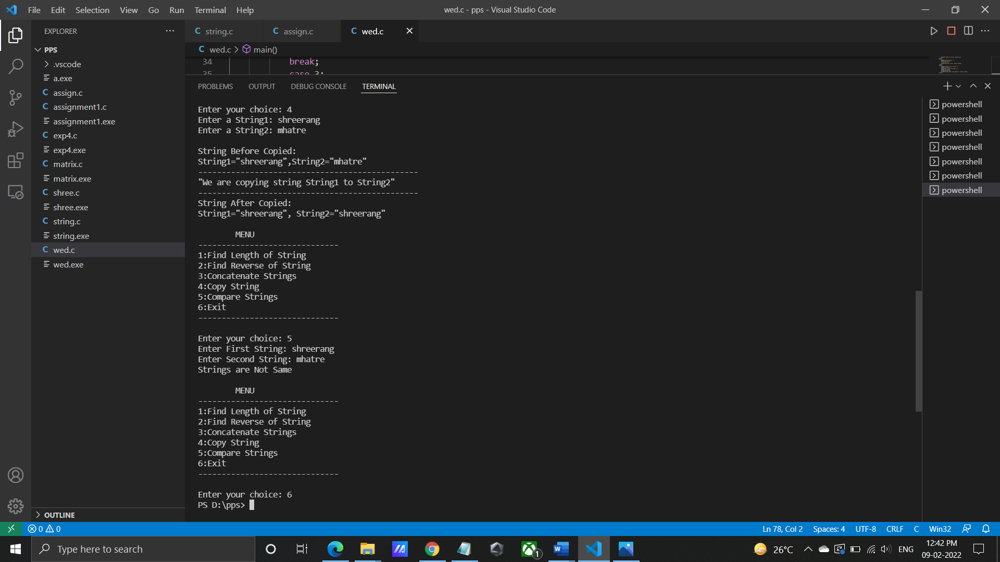 File Edit Selection View Go Run Terminal Help
wed.c - pps - Visual Studio Code
EXPLORER
PPS
.vscode
a.exe
assign.c
assignment1.c
assignment1.exe
exp4.c
exp4.exe
matrix.c
matrix.exe
shree.c
shree.exe
string.c
string.exe
wed.c
wed.exe
OUTLINE
string.c
assign.c
wed.c
wed.c > main()
34 break;
35 case 3:
PROBLEMS OUTPUT DEBUG CONSOLE TERMINAL
Enter your choice: 4
Enter a String1: shreerang
Enter a String2: mhatre
String Before Copied:
String1="shreerang",String2="mhatre"
-----------------------------------------------
"We are copying string String1 to String2"
-----------------------------------------------
String After Copied:
String1="shreerang", String2="shreerang"
MENU
------------------------------
1:Find Length of String
2:Find Reverse of String
3:Concatenate Strings
4:Copy String
5:Compare Strings
6:Exit
------------------------------
Enter your choice: 5
Enter First String: shreerang
Enter Second String: mhatre
Strings are Not Same
MENU
------------------------------
1:Find Length of String
2:Find Reverse of String
3:Concatenate Strings
4:Copy String
5:Compare Strings
6:Exit
------------------------------
Enter your choice: 6
PS D:\pps>
powershell
powershell
powershell
powershell
powershell
powershell
powershell
0 0
Ln 78, Col 2 Spaces: 4 UTF-8 CRLF C Win32
Type here to search
1
26°C
ENG
12:42 PM
09-02-2022